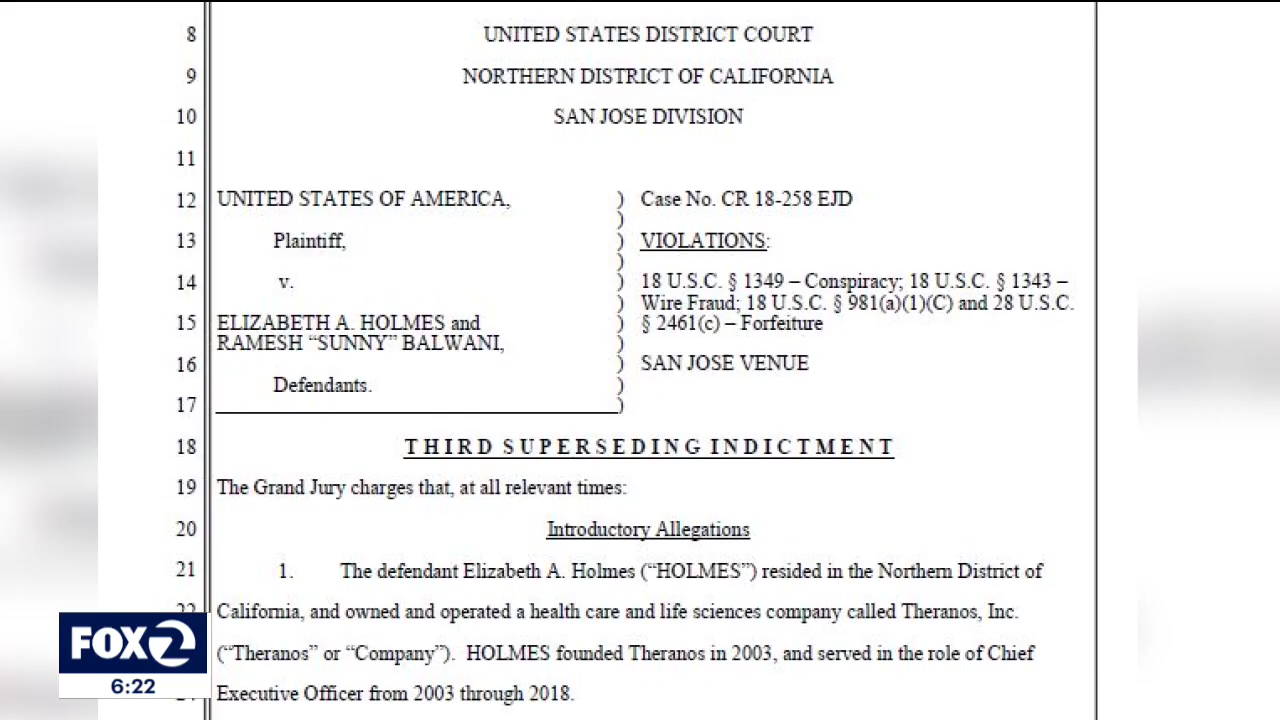 8 UNITED STATES DISTRICT COURT
9 NORTHERN DISTRICT OF CALIFORNIA
10 SAN JOSE DIVISION
11
12 UNITED STATES OF AMERICA, ) Case No. CR 18-258 EJD
)
13 Plaintiff, ) VIOLATIONS:
)
14 v. ) 18 U.S.C. § 1349 – Conspiracy; 18 U.S.C. § 1343 –
) Wire Fraud; 18 U.S.C. § 981(a)(1)(C) and 28 U.S.C.
15 ELIZABETH A. HOLMES and ) § 2461(c) – Forfeiture
RAMESH “SUNNY” BALWANI, )
16 ) SAN JOSE VENUE
Defendants. )
17 )
18 THIRD SUPERSEDING INDICTMENT
19 The Grand Jury charges that, at all relevant times:
20 Introductory Allegations
21 1. The defendant Elizabeth A. Holmes (“HOLMES”) resided in the Northern District of
22 California, and owned and operated a health care and life sciences company called Theranos, Inc.
(“Theranos” or “Company”). HOLMES founded Theranos in 2003, and served in the role of Chief
Executive Officer from 2003 through 2018.
FOX 2
6:22